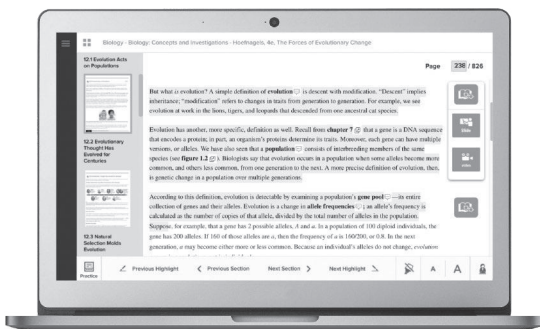 Biology - Biology: Concepts and Investigations - Hoefnagels, 4e, The Forces of Evolutionary Change
12.1 Evolution Acts
on Populations
12.2 Evolutionary
Thought Has
Evolved for
Centuries
12.3 Natural
Selection Molds
Evolution
Page 238 / 826
But what is evolution? A simple definition of evolution is descent with modification. "Descent" implies
inheritance; "modification" refers to changes in traits from generation to generation. For example, we see
evolution at work in the lions, tigers, and leopards that descended from one ancestral cat species.
Evolution has another, more specific, definition as well. Recall from chapter 7 that a gene is a DNA sequence
that encodes a protein; in part, an organism's proteins determine its traits. Moreover, each gene can have multiple
versions, or alleles. We have also seen that a population consists of interbreeding members of the same
species (see figure 1.2 ). Biologists say that evolution occurs in a population when some alleles become more
common, and others less common, from one generation to the next. A more precise definition of evolution, then,
is genetic change in a population over multiple generations.
According to this definition, evolution is detectable by examining a population's gene pool —its entire
collection of genes and their alleles. Evolution is a change in allele frequencies ; an allele's frequency is
calculated as the number of copies of that allele, divided by the total number of alleles in the population.
Suppose, for example, that a gene has 2 possible alleles, A and a. In a population of 100 diploid individuals, the
gene has 200 alleles. If 160 of those alleles are a, then the frequency of a is 160/200, or 0.8. In the next
generation, a may become either more or less common. Because an individual's alleles do not change, evolution
Practice
Previous Highlight
Previous Section
Next Section
Next Highlight
A
A